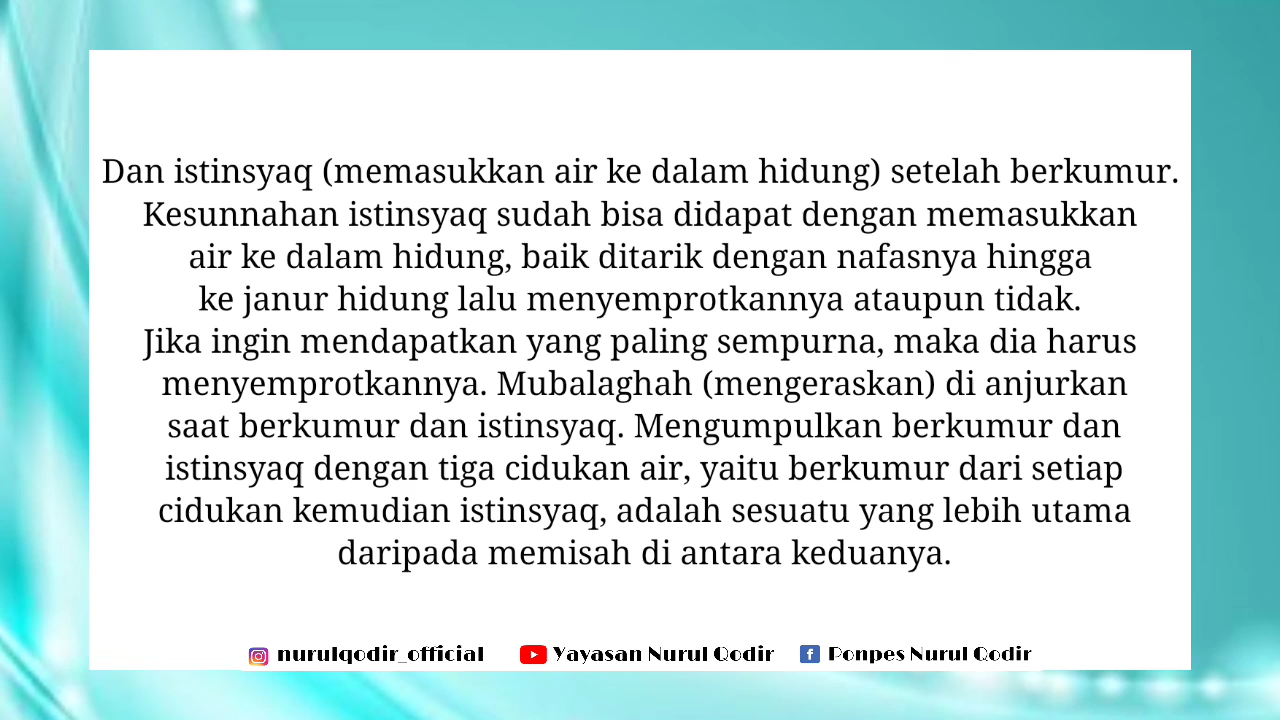 Dan istinsyaq (memasukkan air ke dalam hidung) setelah berkumur.
Kesunnahan istinsyaq sudah bisa didapat dengan memasukkan
air ke dalam hidung, baik ditarik dengan nafasnya hingga
ke janur hidung lalu menyemprotkannya ataupun tidak.
Jika ingin mendapatkan yang paling sempurna, maka dia harus
menyemprotkannya. Mubalaghah (mengeraskan) di anjurkan
saat berkumur dan istinsyaq. Mengumpulkan berkumur dan
istinsyaq dengan tiga cidukan air, yaitu berkumur dari setiap
cidukan kemudian istinsyaq, adalah sesuatu yang lebih utama
daripada memisah di antara keduanya.
nurulqodir_official Yayasan Nurul Qodir Ponpes Nurul Qodir